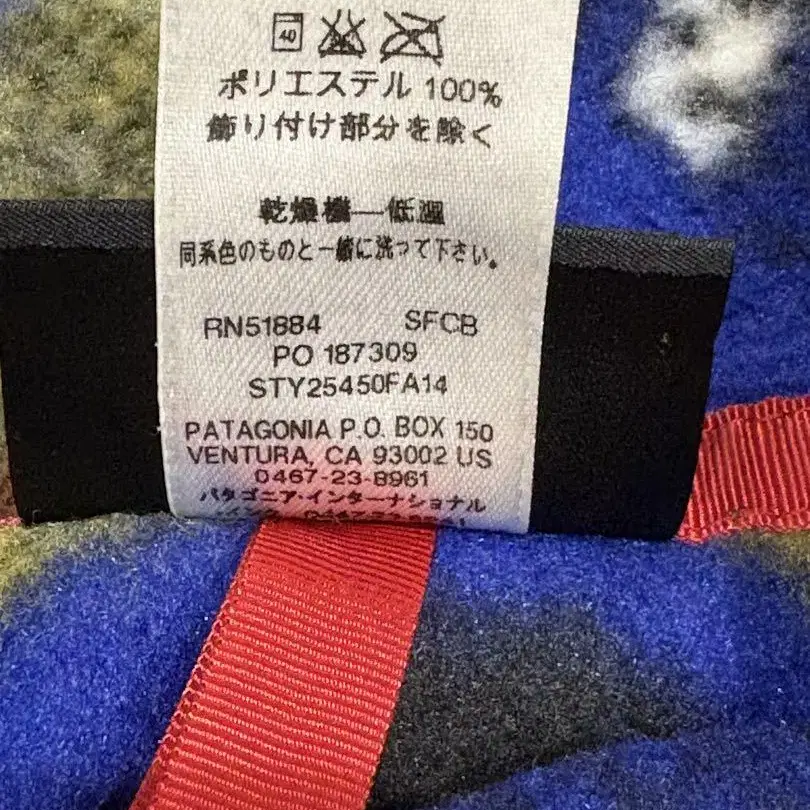 40
ポリエステル 100%
飾り付け部分を除く
乾燥機—低温
同系色のものと一緒に洗って下さい。
RN51884 SFCB
PO 187309
STY25450FA14
PATAGONIA P.O. BOX 150
VENTURA, CA 93002 US
0467-23-8961
パタゴニア・インターナショナル